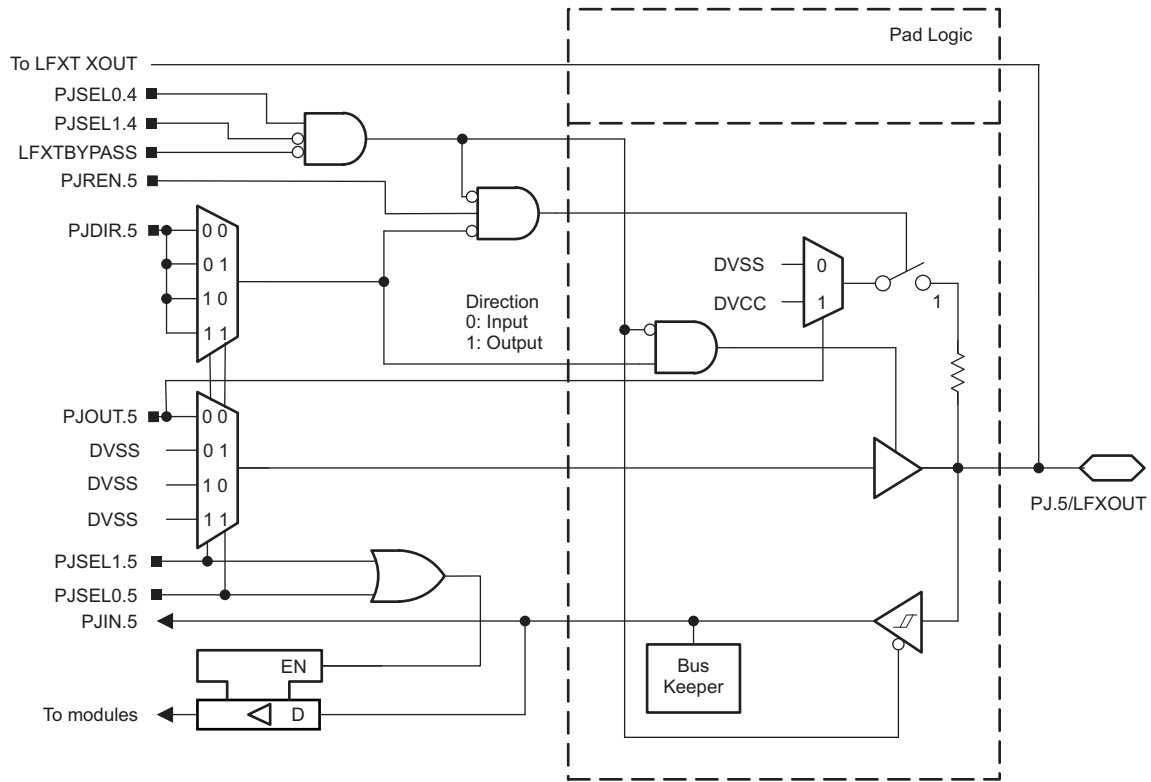 Pad Logic
To LFXT XOUT
PJSEL0.4
PJSEL1.4
LFXTBYPASS
PJREN.5
PJDIR.5
0 0
0 1
1 0
1 1
Direction
0: Input
1: Output
DVSS
0
DVCC
1
1
PJOUT.5
0 0
DVSS
0 1
DVSS
1 0
DVSS
1 1
PJ.5/LFXOUT
PJSEL1.5
PJSEL0.5
PJIN.5
Bus
Keeper
EN
To modules
D